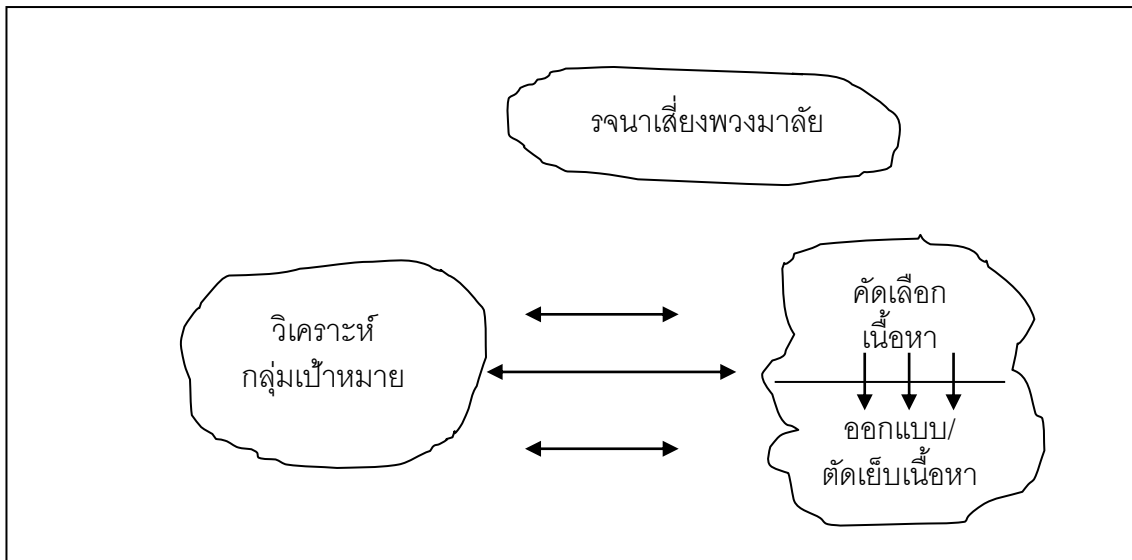 รจนาเสี่ยงพวงมาลัย
วิเคราะห์
กลุ่มเป้าหมาย
คัดเลือก
เนื้อหา
ออกแบบ/
ตัดเย็บเนื้อหา